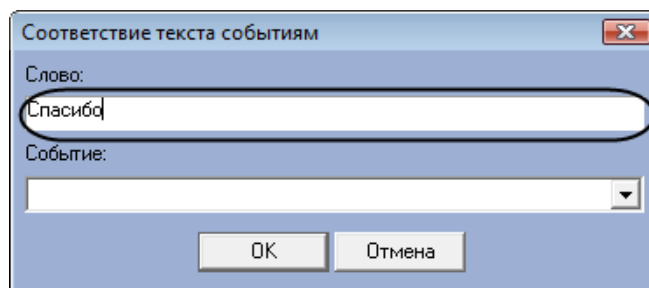 Соответствие текста событиям
Слово:
Спасибо
Событие:
OK
Отмена